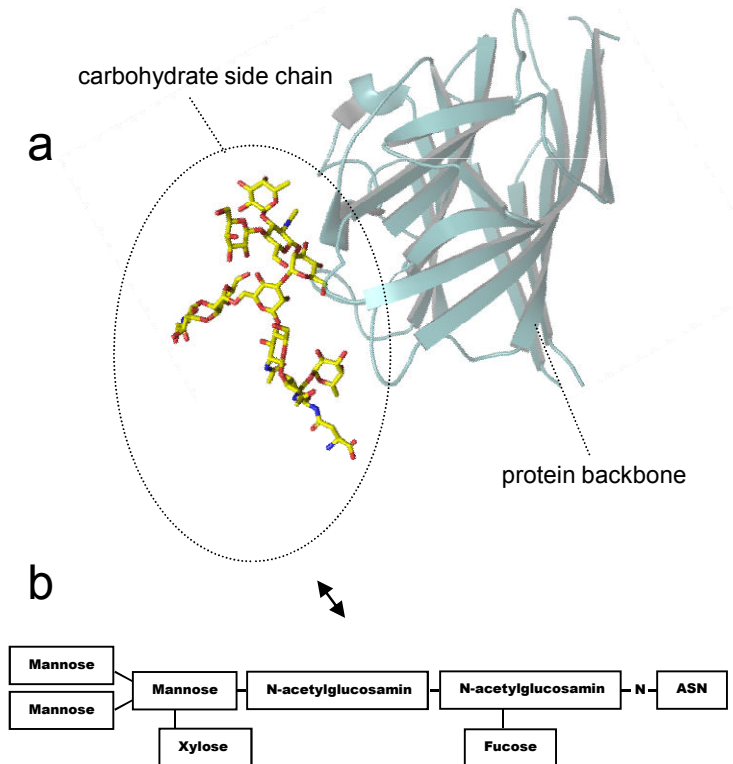 carbohydrate side chain
a
protein backbone
b
Mannose
Mannose
Mannose
N-acetylglucosamin
N-acetylglucosamin
N
ASN
Xylose
Fucose